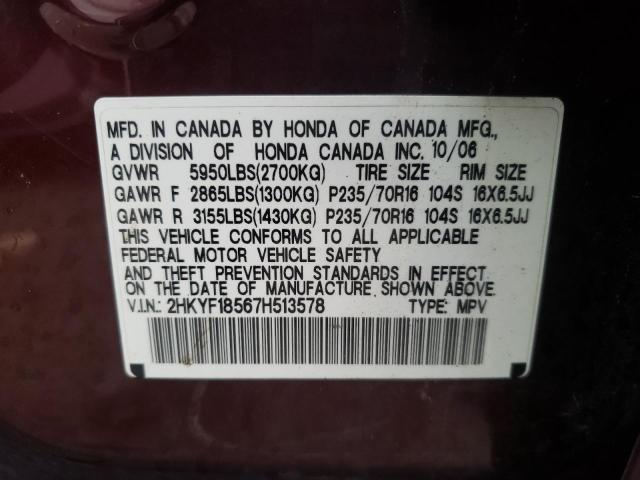 MFD. IN CANADA BY HONDA OF CANADA MFG.,
A DIVISION OF HONDA CANADA INC. 10/06
GVWR 5950LBS(2700KG) TIRE SIZE RIM SIZE
GAWR F 2865LBS(1300KG) P235/70R16 104S 16X6.5JJ
GAWR R 3155LBS(1430KG) P235/70R16 104S 16X6.5JJ
THIS VEHICLE CONFORMS TO ALL APPLICABLE
FEDERAL MOTOR VEHICLE SAFETY
AND THEFT PREVENTION STANDARDS IN EFFECT
ON THE DATE OF MANUFACTURE SHOWN ABOVE.
V.I.N.: 2HKYF18567H513578 TYPE: MPV